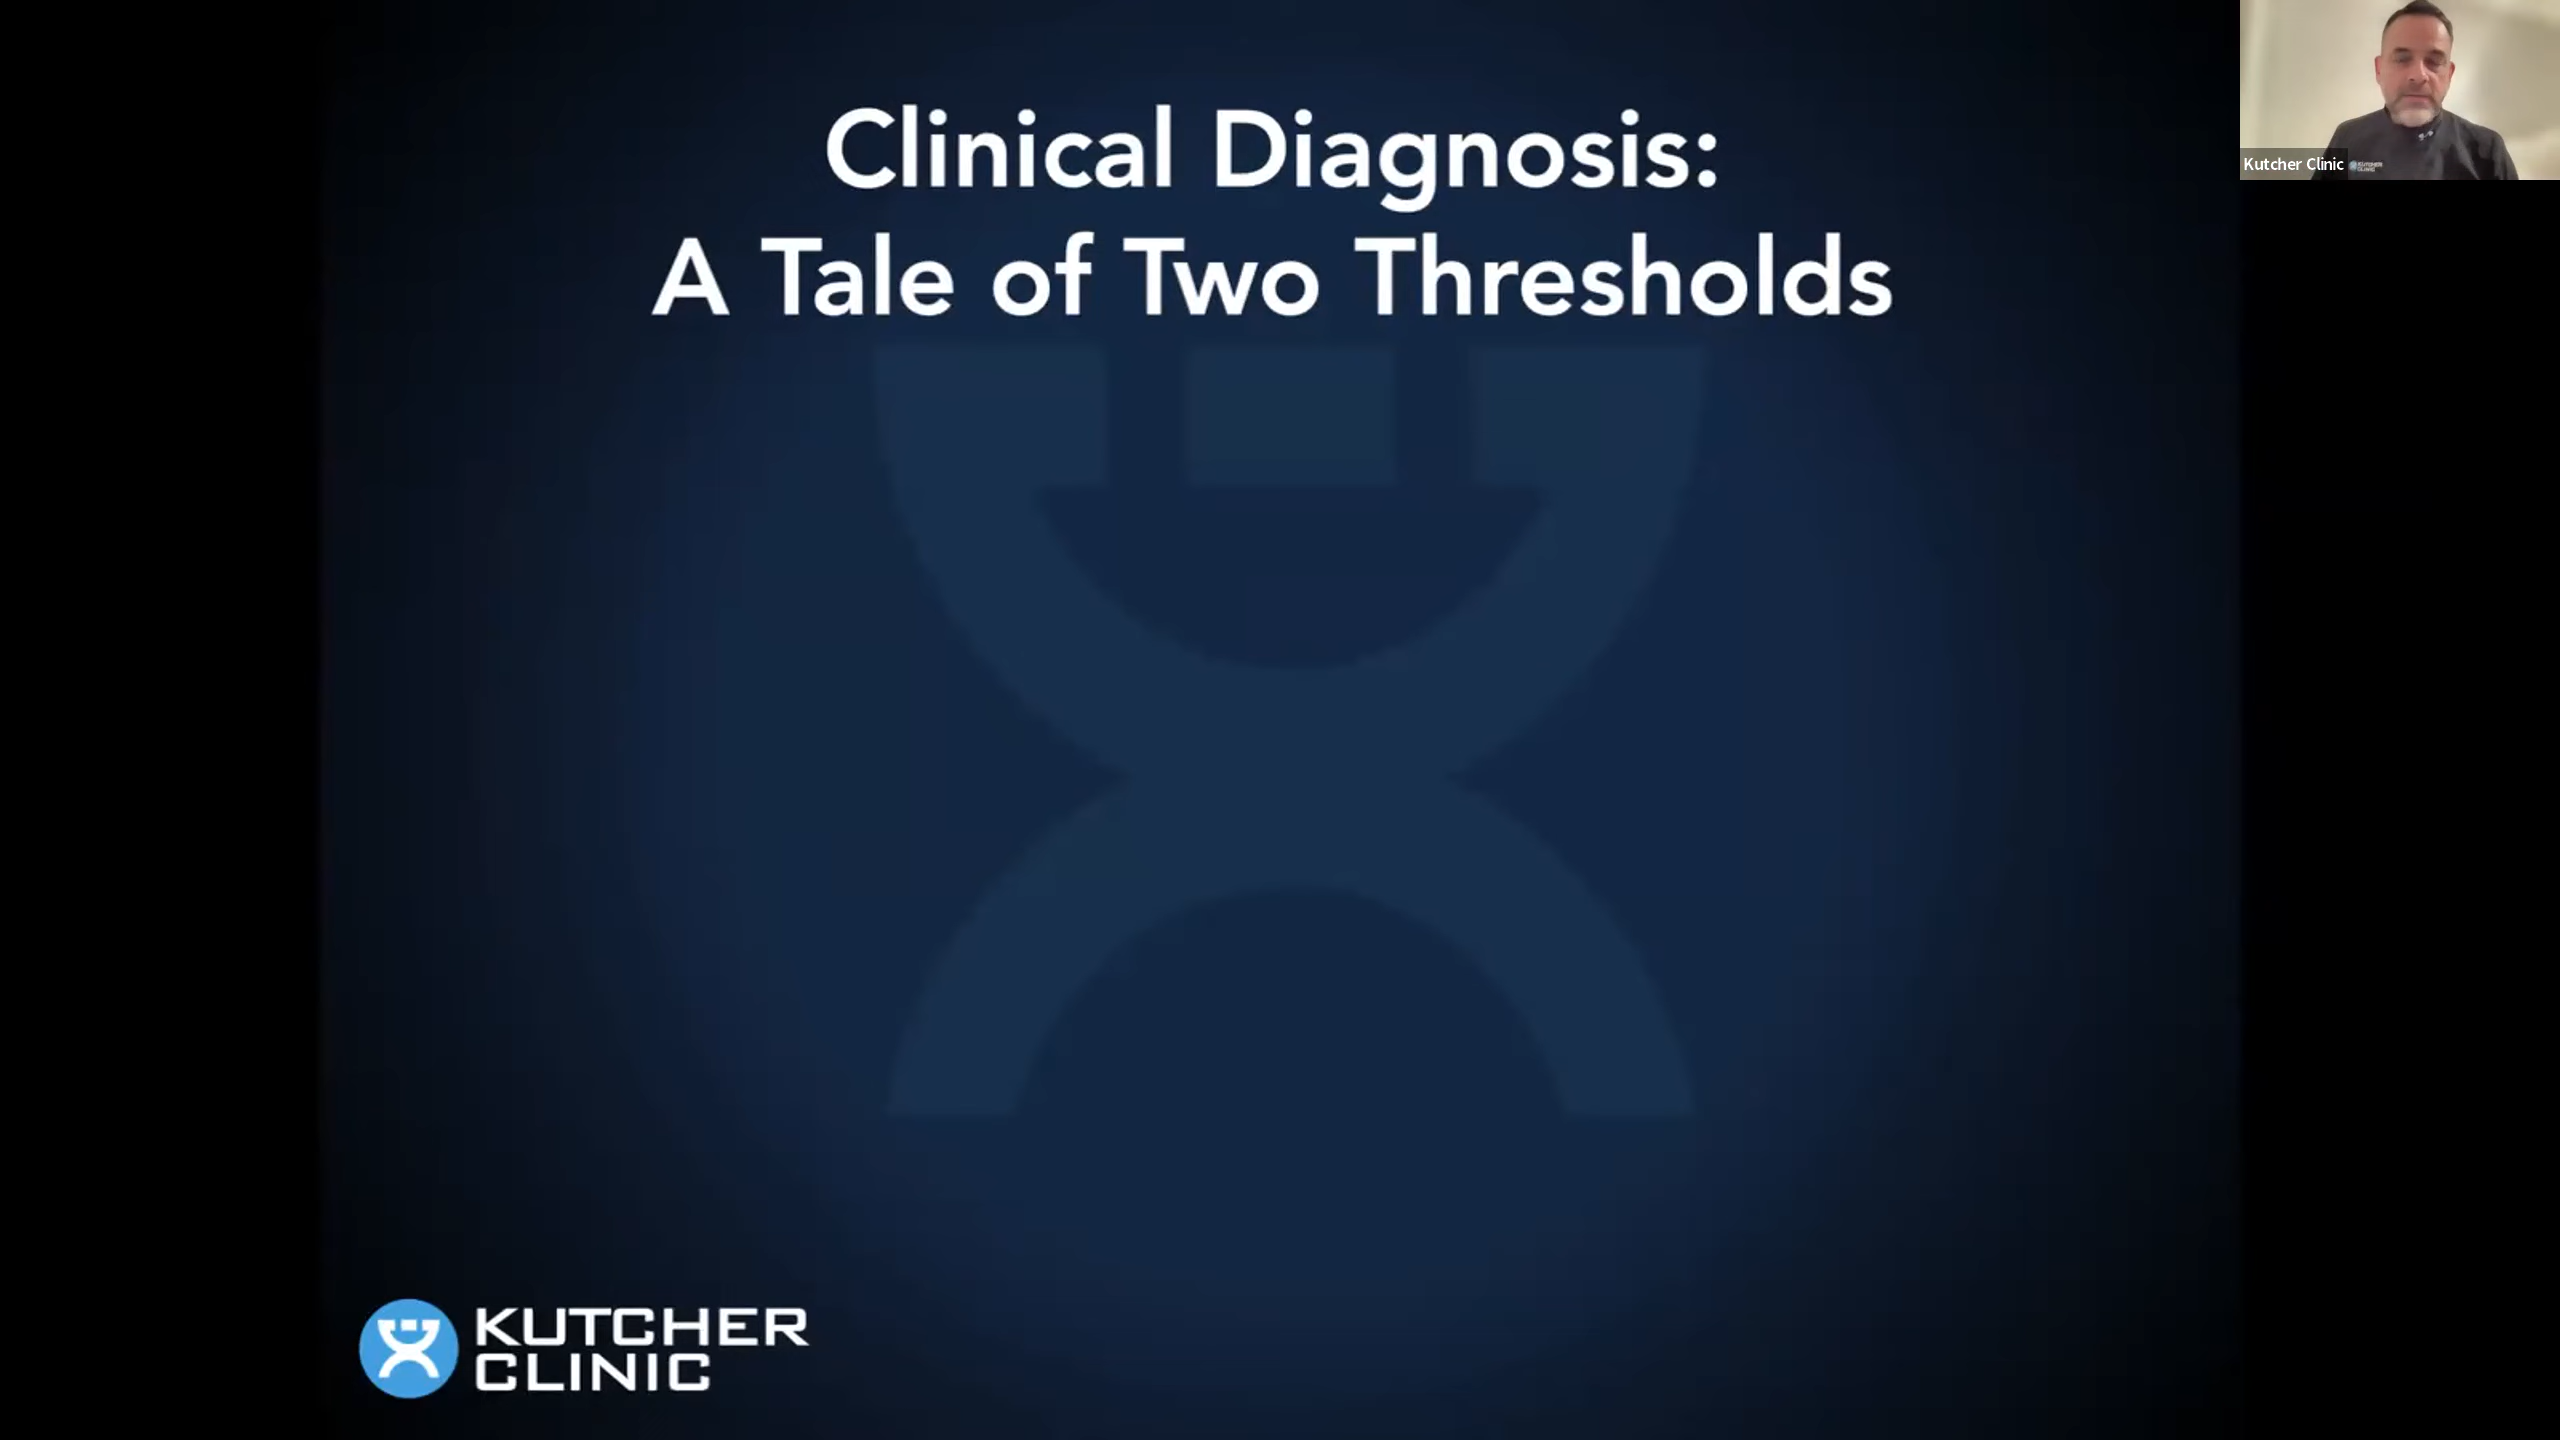 Clinical Diagnosis:
A Tale of Two Thresholds
Kutcher Clinic
KUTCHER
CLINIC